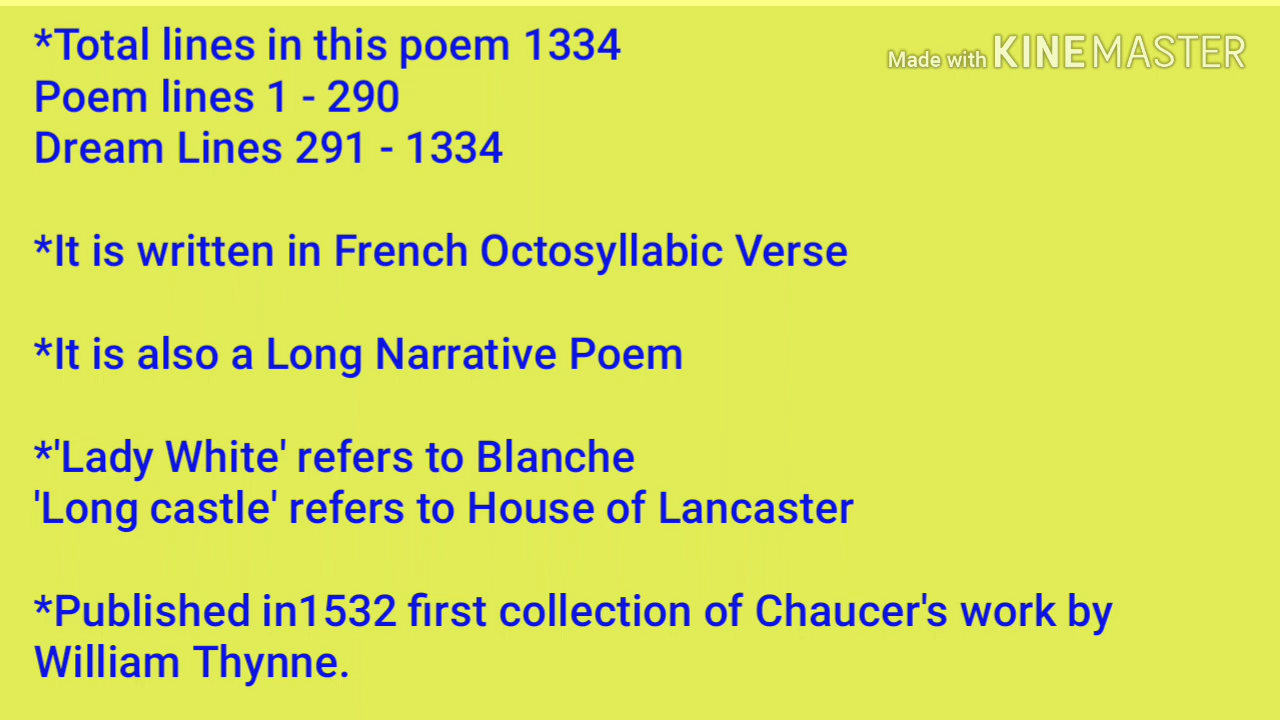 *Total lines in this poem 1334
Made with KINEMASTER
Poem lines 1 - 290
Dream Lines 291 - 1334
*It is written in French Octosyllabic Verse
*It is also a Long Narrative Poem
*'Lady White' refers to Blanche
'Long castle' refers to House of Lancaster
*Published in1532 first collection of Chaucer's work by
William Thynne.